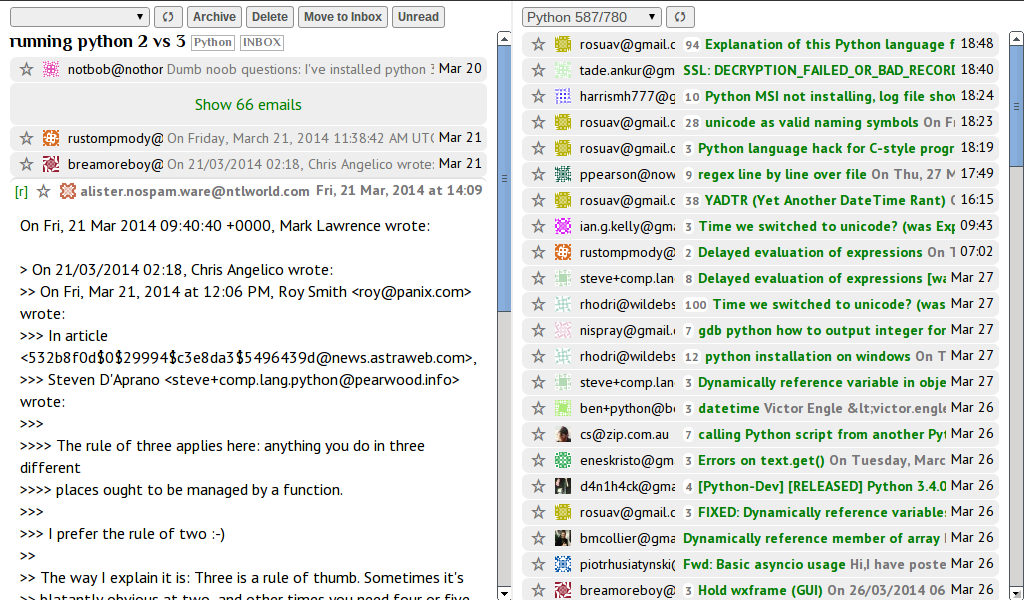 Archive Delete Move to Inbox Unread
running python 2 vs 3 Python INBOX
notbob@nothor Dumb noob questions: I've installed python 3 Mar 20
Show 66 emails
rustompmody@ On Friday, March 21, 2014 11:38:42 AM UTC Mar 21
breamoreboy@ On 21/03/2014 02:18, Chris Angelico wrote: Mar 21
[r] alister.nospam.ware@ntlworld.com Fri, 21 Mar, 2014 at 14:09
On Fri, 21 Mar 2014 09:40:40 +0000, Mark Lawrence wrote:
> On 21/03/2014 02:18, Chris Angelico wrote:
>> On Fri, Mar 21, 2014 at 12:06 PM, Roy Smith <roy@panix.com>
wrote:
>>> In article
<532b8f0d$0$29994$c3e8da3$5496439d@news.astraweb.com>,
>>> Steven D'Aprano <steve+comp.lang.python@pearwood.info>
wrote:
>>>
>>>> The rule of three applies here: anything you do in three
different
>>>> places ought to be managed by a function.
>>>
>>> I prefer the rule of two :-)
>>
>> The way I explain it is: Three is a rule of thumb. Sometimes it's
>> blatantly obvious at two, and other times you need four or five
Python 587/780
rosuav@gmail.c 94 Explanation of this Python language f 18:48
tade.ankur@gm SSL: DECRYPTION_FAILED_OR_BAD_RECORD 18:40
harrismh777@g 10 Python MSI not installing, log file show 18:24
rosuav@gmail.c 28 unicode as valid naming symbols On Fr 18:23
rosuav@gmail.c 3 Python language hack for C-style progr 18:19
ppearson@now 9 regex line by line over file On Thu, 27 M 17:49
rosuav@gmail.c 38 YADTR (Yet Another DateTime Rant) 16:15
ian.g.kelly@gma 3 Time we switched to unicode? (was Exp 09:43
rustompmody@ 2 Delayed evaluation of expressions On T 07:02
steve+comp.lan 8 Delayed evaluation of expressions [wa Mar 27
rhodri@wildebs 100 Time we switched to unicode? (was Mar 27
nispray@gmail. 7 gdb python how to output integer for Mar 27
rhodri@wildebs 12 python installation on windows On T Mar 27
steve+comp.lan 3 Dynamically reference variable in obje Mar 27
ben+python@be 3 datetime Victor Engle &lt;victor.engle Mar 26
cs@zip.com.au 7 calling Python script from another Pyt Mar 26
eneskristo@gm 3 Errors on text.get() On Tuesday, Marc Mar 26
d4n1h4ck@gma 4 [Python-Dev] [RELEASED] Python 3.4.0 Mar 26
rosuav@gmail.c 3 FIXED: Dynamically reference variables Mar 26
bmcollier@gma Dynamically reference member of array Mar 26
piotrhusiatynski( Fwd: Basic asyncio usage Hi,I have poste Mar 26
breamoreboy@ 3 Hold wxframe (GUI) On 26/03/2014 06 Mar 26